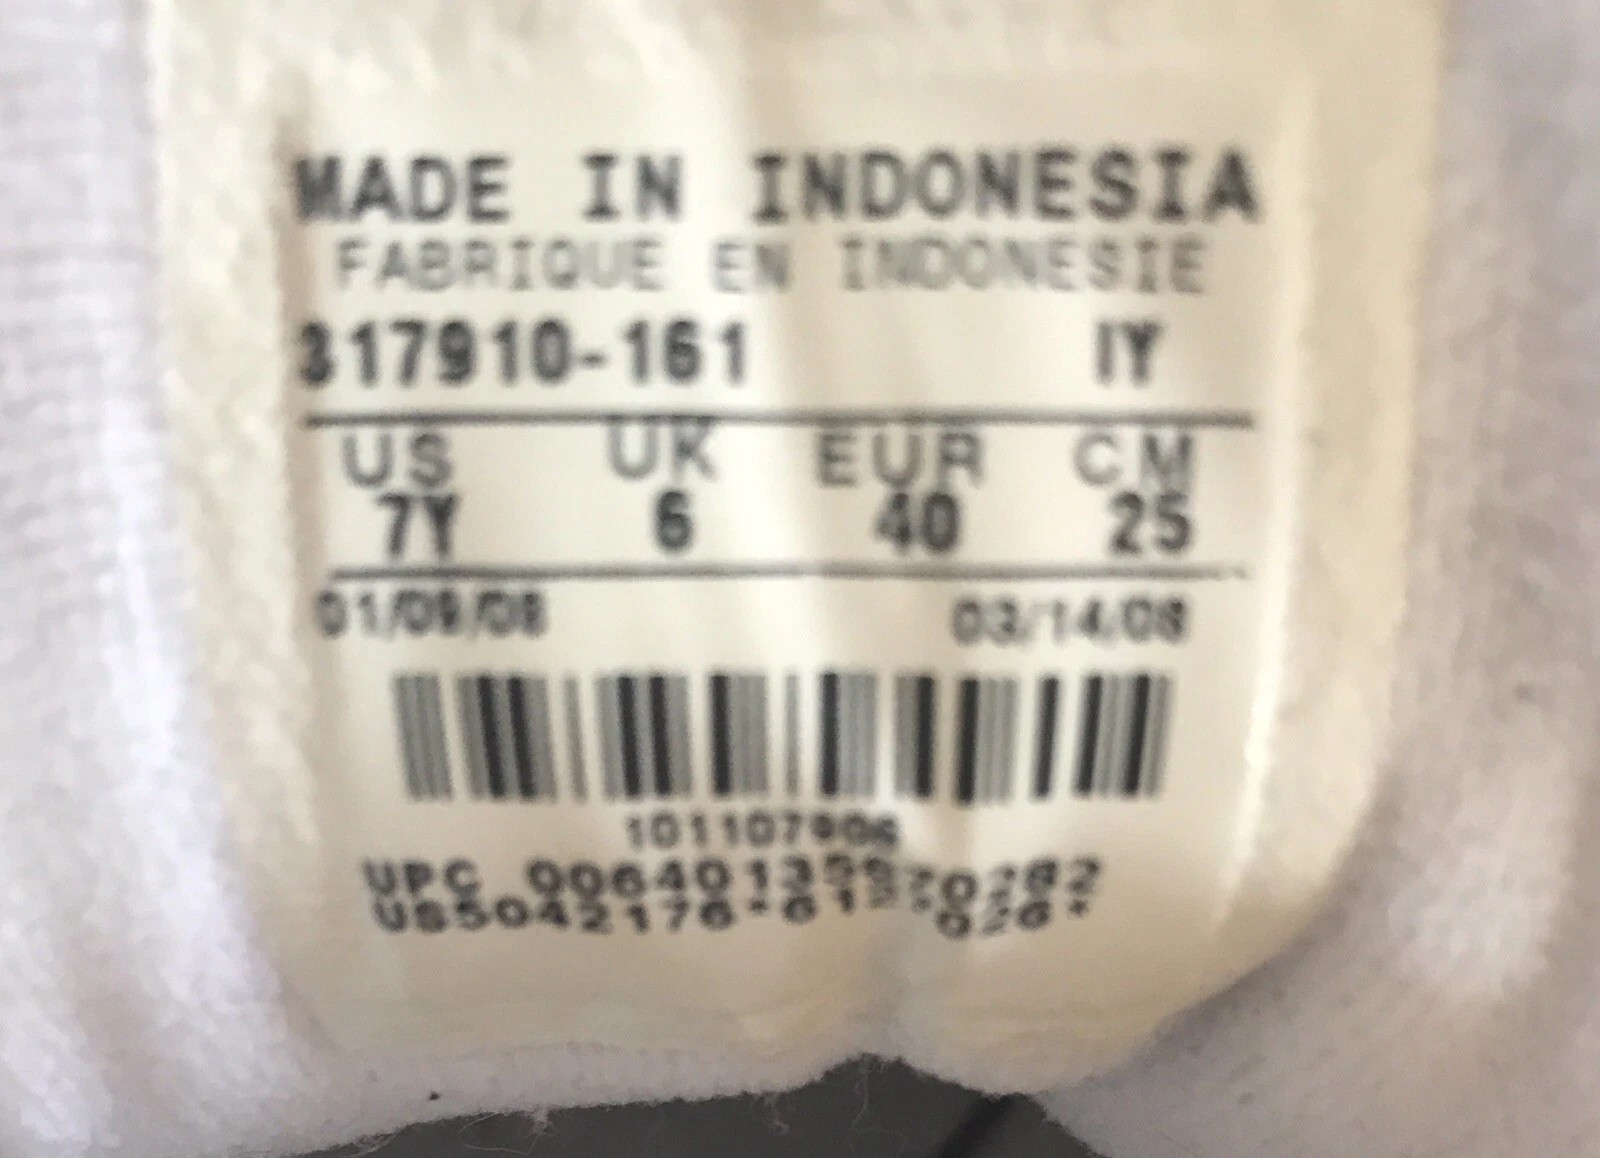 MADE IN INDONESIA
FABRIQUE EN INDONESIE
317910-161 IY
US UK EUR CM
7Y 6 40 25
01/09/08 03/14/08
101107906
UPC